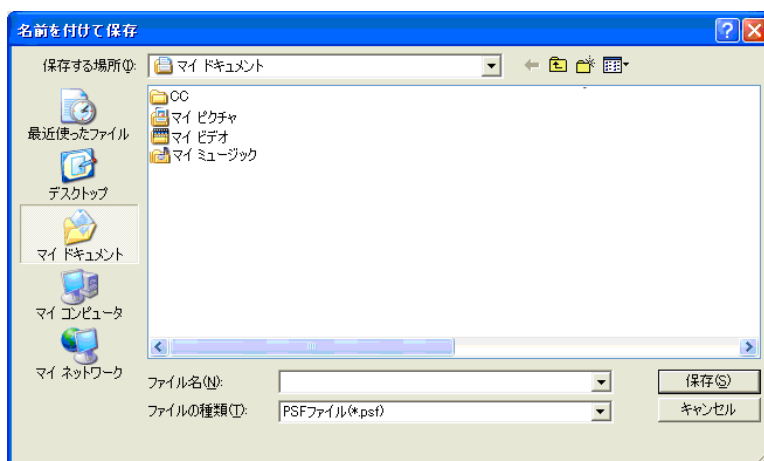 名前を付けて保存
保存する場所(I):
マイ ドキュメント
CC
マイ ピクチャ
マイ ビデオ
マイ ミュージック
最近使ったファイル
デスクトップ
マイ ドキュメント
マイ コンピュータ
マイ ネットワーク
ファイル名(N):
保存(S)
ファイルの種類(T):
PSFファイル(*.psf)
キャンセル